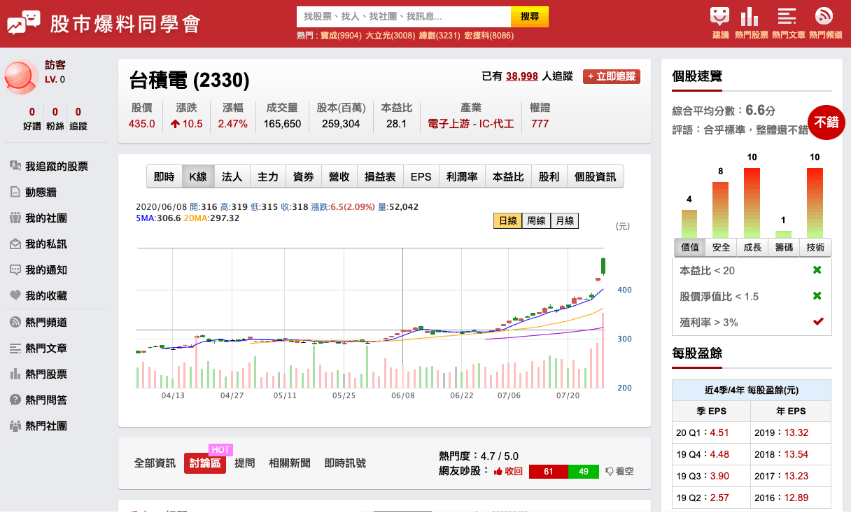 股市爆料同學會
找股票、找人、找社團、找訊息...
搜尋
熱門：寶成(9904) 大立光(3008) 緯創(3231) 宏捷科(8086)
建議 熱門股票 熱門文章 熱門頻道
訪客
LV. 0
0 0 0
好讚 粉絲 追蹤
我追蹤的股票
動態牆
我的社團
我的私訊
我的通知
我的收藏
熱門頻道
熱門文章
熱門股票
熱門問答
熱門社團
台積電 (2330)
已有 38,998 人追蹤
+ 立即追蹤
股價 漲跌 漲幅 成交量 股本(百萬) 本益比 產業 權證
435.0 10.5 2.47% 165,650 259,304 28.1 電子上游 - IC-代工 777
即時 K線 法人 主力 資券 營收 損益表 EPS 利潤率 本益比 股利 個股資訊
2020/06/08 開:316 高:319 低:315 收:318 漲跌:6.5(2.09%) 量:52,042
5MA:306.6 20MA:297.32
日線 周線 月線
(元)
400
300
200
04/13 04/27 05/11 05/25 06/08 06/22 07/06 07/20
全部資訊 討論區 HOT 提問 相關新聞 即時訊號
熱門度：4.7 / 5.0
網友吵股： 收回 61 49 看空
個股速覽
綜合平均分數：6.6分
評語：合乎標準，整體還不錯
不錯
4 8 10 1 10
價值 安全 成長 籌碼 技術
本益比 < 20
股價淨值比 < 1.5
殖利率 > 3%
每股盈餘
近4季/4年 每股盈餘(元)
季 EPS 年 EPS
20 Q1：4.51 2019：13.32
19 Q4：4.48 2018：13.54
19 Q3：3.90 2017：13.23
19 Q2：2.57 2016：12.89